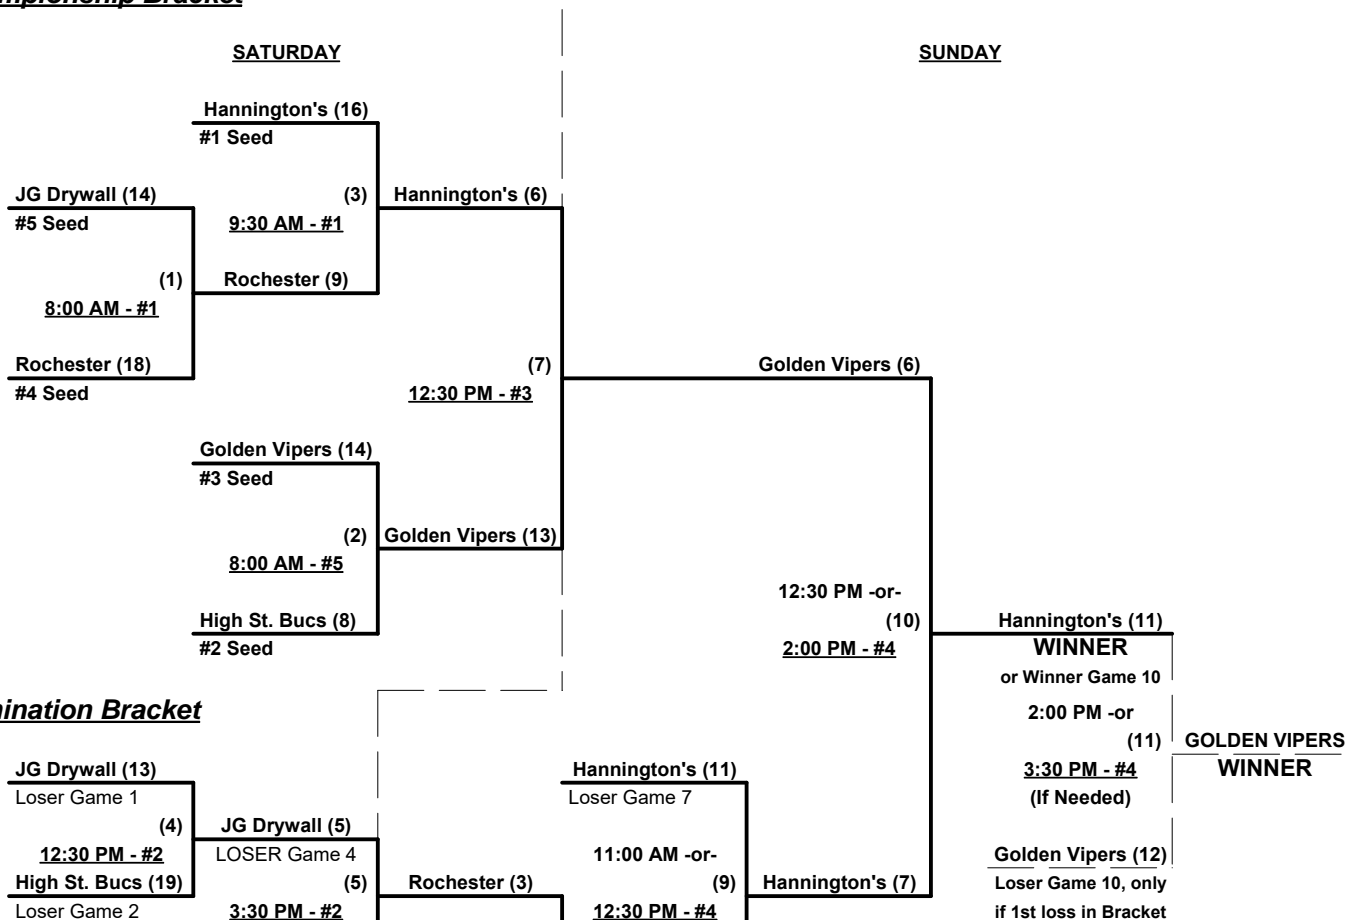 SATURDAY
SUNDAY
Hannington's (16)
#1 Seed
JG Drywall (14)
(3)
Hannington's (6)
#5 Seed
9:30 AM - #1
(1)
Rochester (9)
8:00 AM - #1
Rochester (18)
(7)
Golden Vipers (6)
#4 Seed
12:30 PM - #3
Golden Vipers (14)
#3 Seed
(2)
Golden Vipers (13)
8:00 AM - #5
12:30 PM -or-
High St. Bucs (8)
(10)
Hannington's (11)
#2 Seed
2:00 PM - #4
WINNER
or Winner Game 10
mination Bracket
2:00 PM -or
(11)
GOLDEN VIPERS
JG Drywall (13)
Hannington's (11)
3:30 PM - #4
WINNER
Loser Game 1
Loser Game 7
(If Needed)
(4)
JG Drywall (5)
12:30 PM - #2
LOSER Game 4
11:00 AM -or-
Golden Vipers (12)
High St. Bucs (19)
(5)
Rochester (3)
(9)
Hannington's (7)
Loser Game 10, only
Loser Game 2
3:30 PM - #2
12:30 PM - #4
if 1st loss in Bracket